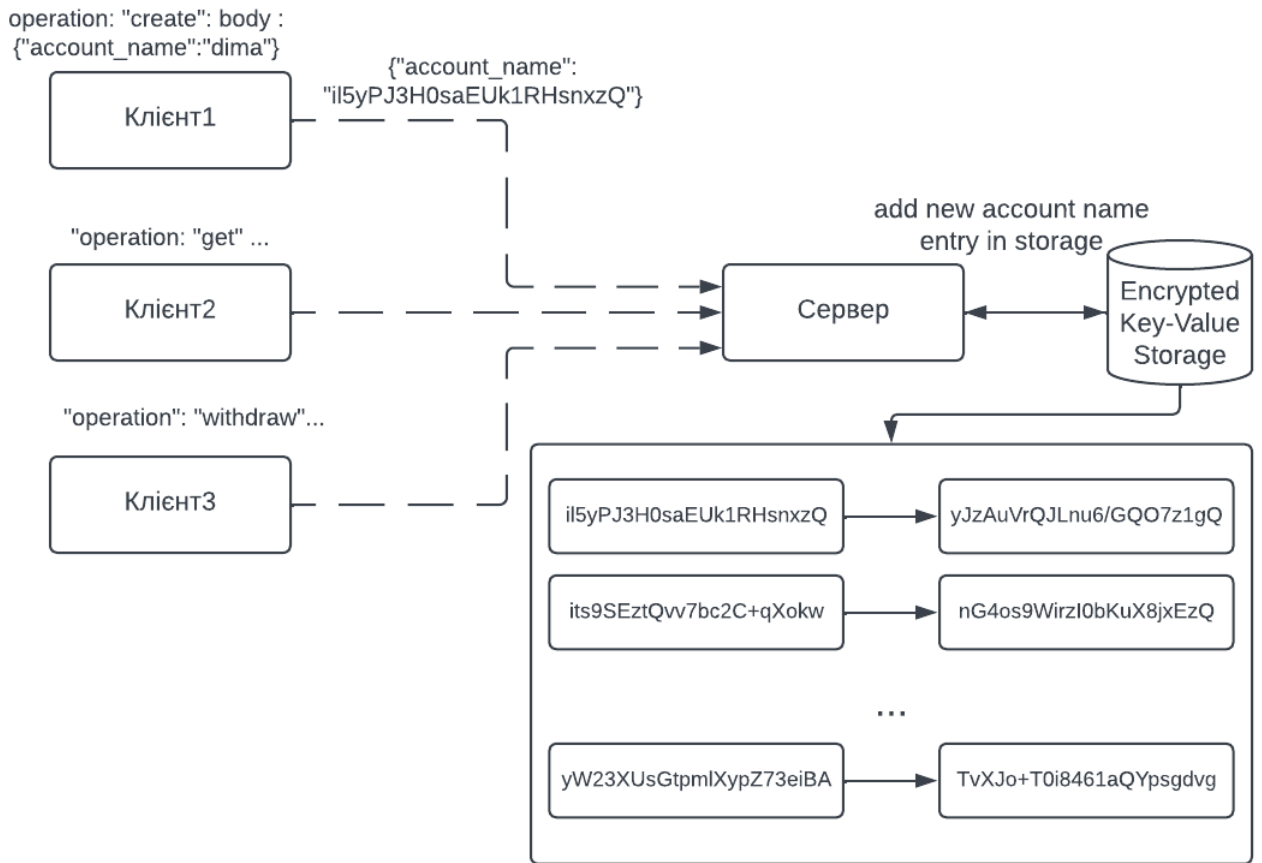 operation: "create": body :
{"account_name":"dima"}
{"account_name":
"il5yPJ3H0saEUk1RHsnxzQ"}
Клієнт1
"operation: "get" ...
Клієнт2
"operation": "withdraw"...
Клієнт3
Сервер
add new account name
entry in storage
Encrypted
Key-Value
Storage
il5yPJ3H0saEUk1RHsnxzQ
yJzAuVrQJLnu6/GQO7z1gQ
its9SEztQvv7bc2C+qXokw
nG4os9WirzI0bKuX8jxEzQ
...
yW23XUsGtpmlXypZ73eiBA
TvXJo+T0i8461aQYpsgdvg